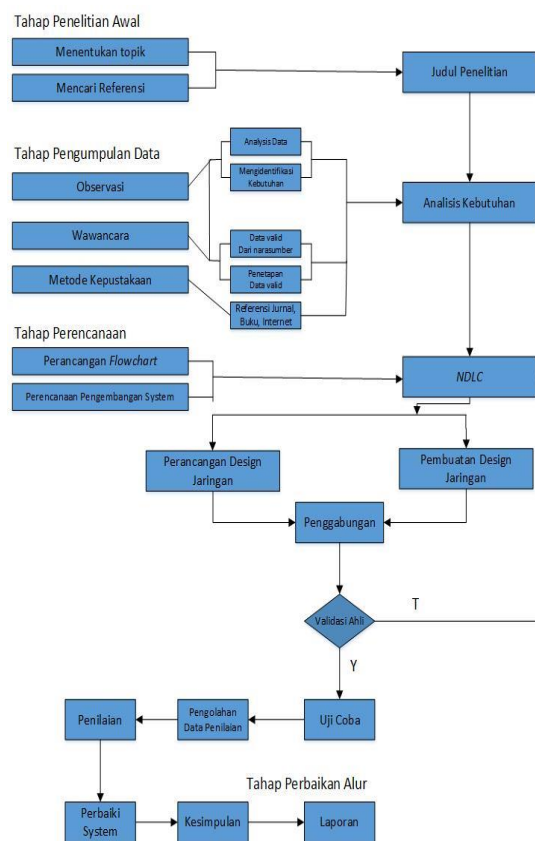 Tahap Penelitian Awal
Menentukan topik
Mencari Referensi
Judul Penelitian
Tahap Pengumpulan Data
Analysis Data
Mengidentifikasi
Kebutuhan
Observasi
Analisis Kebutuhan
Wawancara
Data valid
Dari narasumber
Penetapan
Data valid
Metode Kepustakaan
Referensi Jurnal,
Buku, Internet
Tahap Perencanaan
Perancangan Flowchart
Perencanaan Pengembangan System
NDLC
Perancangan Design
Jaringan
Pembuatan Design
Jaringan
Penggabungan
Validasi Ahli
T
Y
Penilaian
Pengolahan
Data Penilaian
Uji Coba
Tahap Perbaikan Alur
Perbaiki
System
Kesimpulan
Laporan